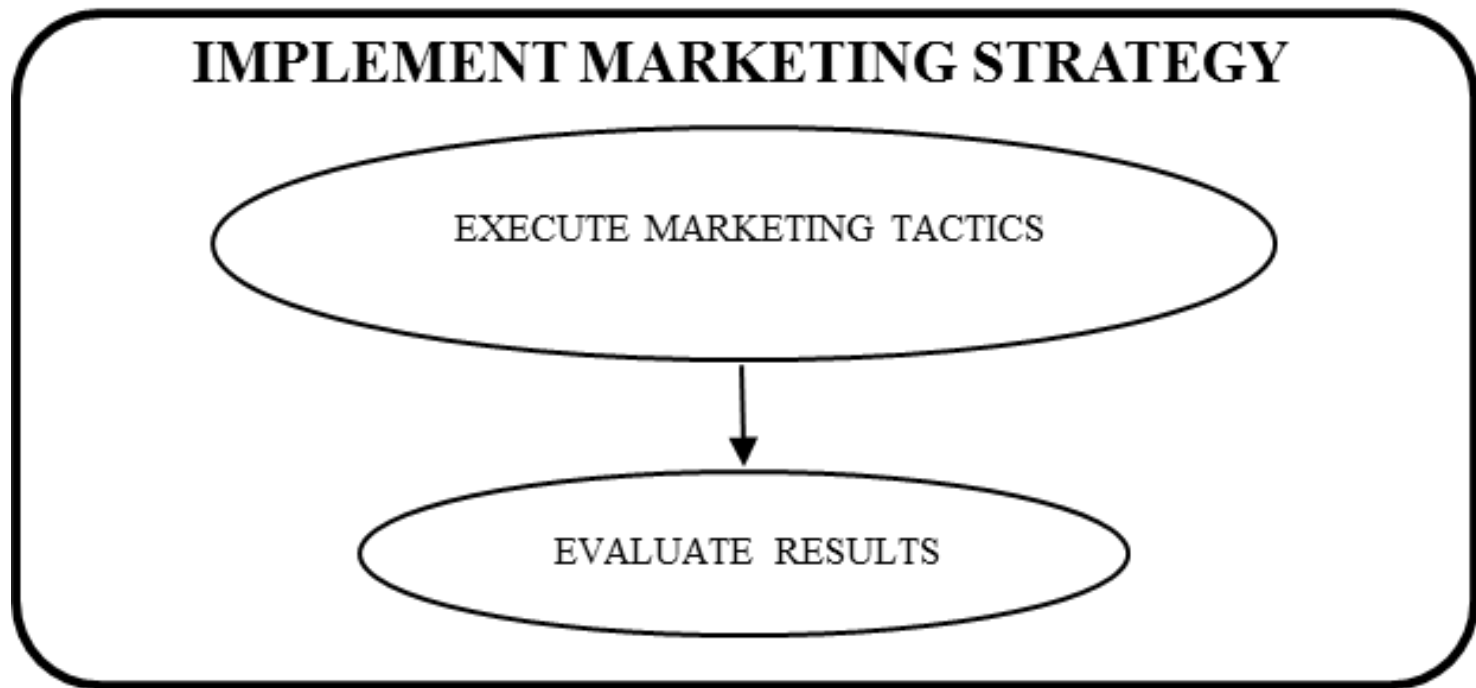 IMPLEMENT MARKETING STRATEGY
EXECUTE MARKETING TACTICS
EVALUATE RESULTS